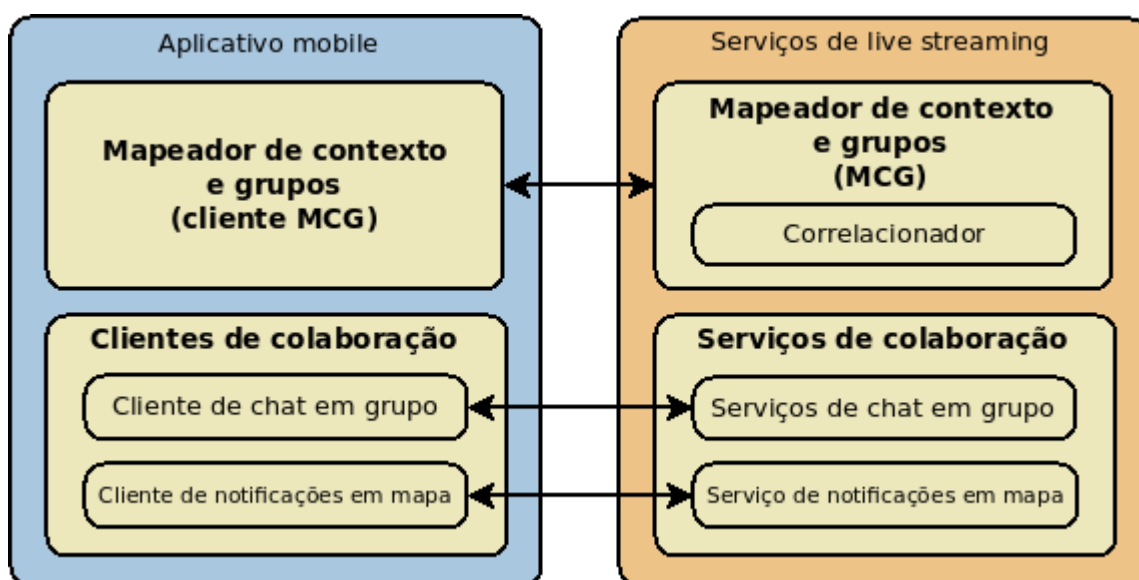 Aplicativo mobile
Mapeador de contexto
e grupos
(cliente MCG)
Clientes de colaboração
Cliente de chat em grupo
Cliente de notificações em mapa
Serviços de live streaming
Mapeador de contexto
e grupos
(MCG)
Correlacionador
Serviços de colaboração
Serviços de chat em grupo
Serviço de notificações em mapa